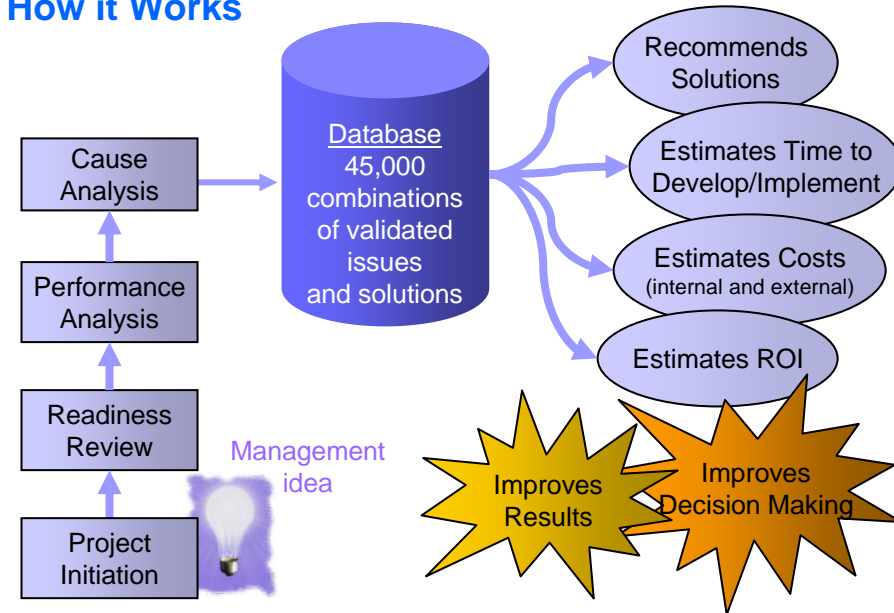 How it Works
Recommends
Solutions
Database
45,000
combinations
of validated
issues
and solutions
Cause
Analysis
Estimates Time to
Develop/Implement
Performance
Analysis
Estimates Costs
(internal and external)
Estimates ROI
Readiness
Review
Management
idea
Improves
Results
Improves
Decision Making
Project
Initiation